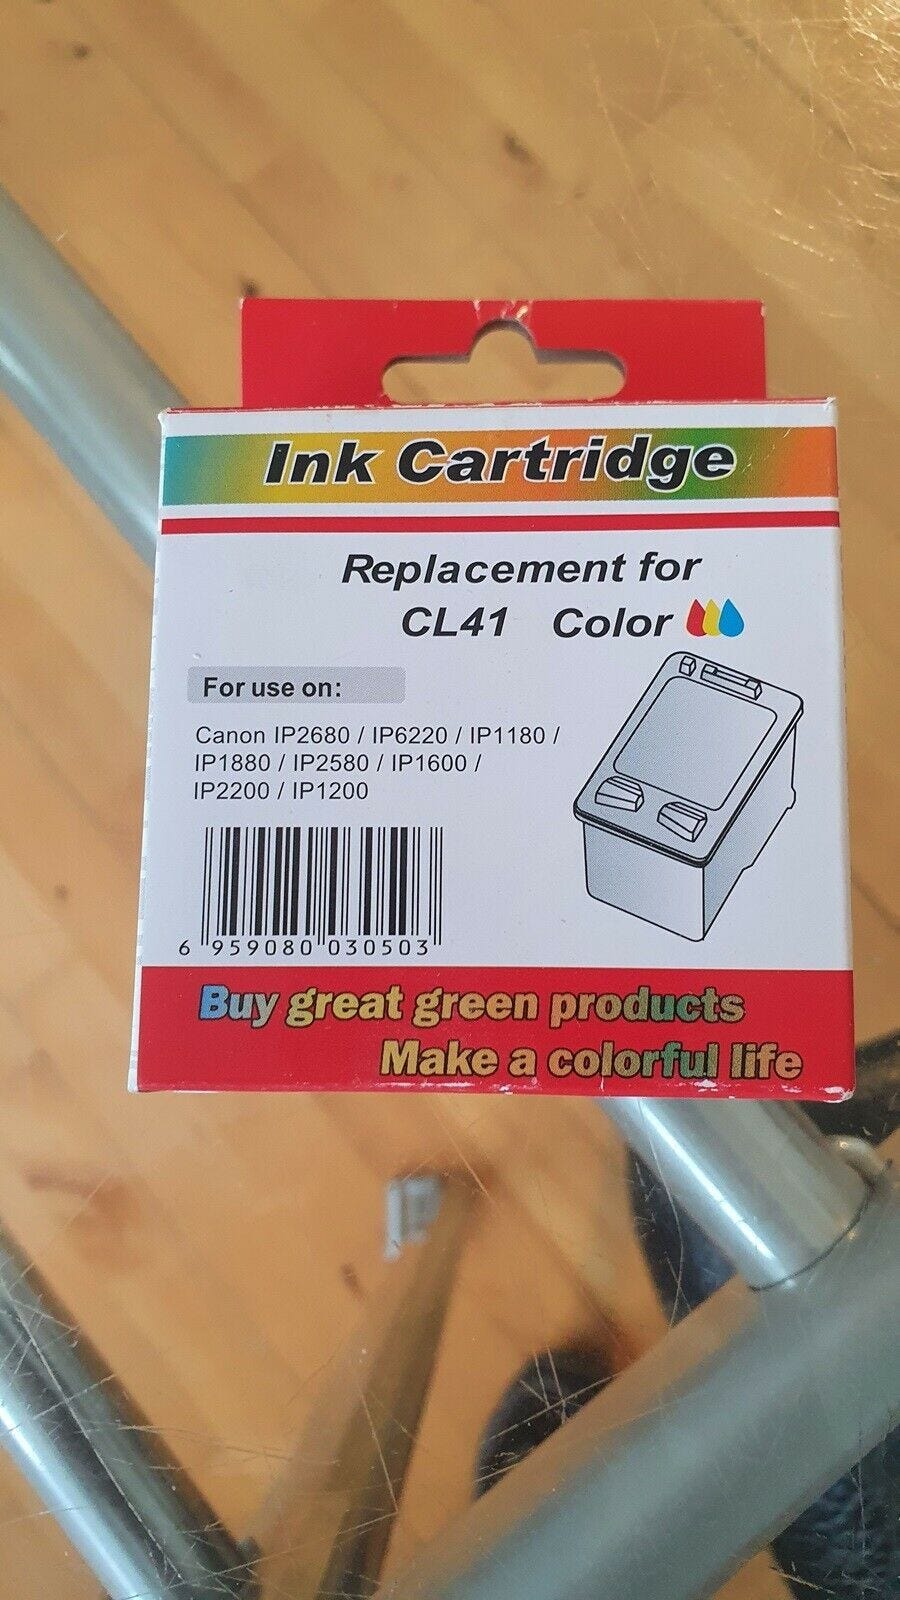 Ink Cartridge
Replacement for
CL41 Color
For use on:
Canon IP2680 / IP6220 / IP1180 /
IP1880 / IP2580 / IP1600 /
IP2200 / IP1200
6 959080 030503
Buy great green products
Make a colorful life